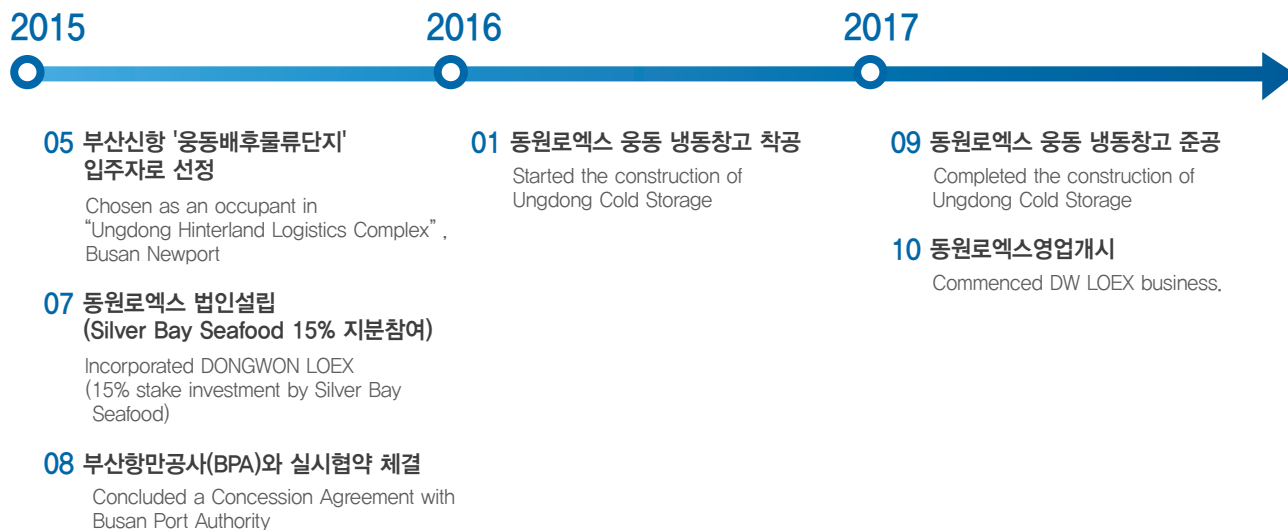 2015
05 부산신항 '웅동배후물류단지'
입주자로 선정
Chosen as an occupant in
“Ungdong Hinterland Logistics Complex” ,
Busan Newport
07 동원로엑스 법인설립
(Silver Bay Seafood 15% 지분참여)
Incorporated DONGWON LOEX
(15% stake investment by Silver Bay
Seafood)
08 부산항만공사(BPA)와 실시협약 체결
Concluded a Concession Agreement with
Busan Port Authority
2016
01 동원로엑스 웅동 냉동창고 착공
Started the construction of
Ungdong Cold Storage
2017
09 동원로엑스 웅동 냉동창고 준공
Completed the construction of
Ungdong Cold Storage
10 동원로엑스영업개시
Commenced DW LOEX business.